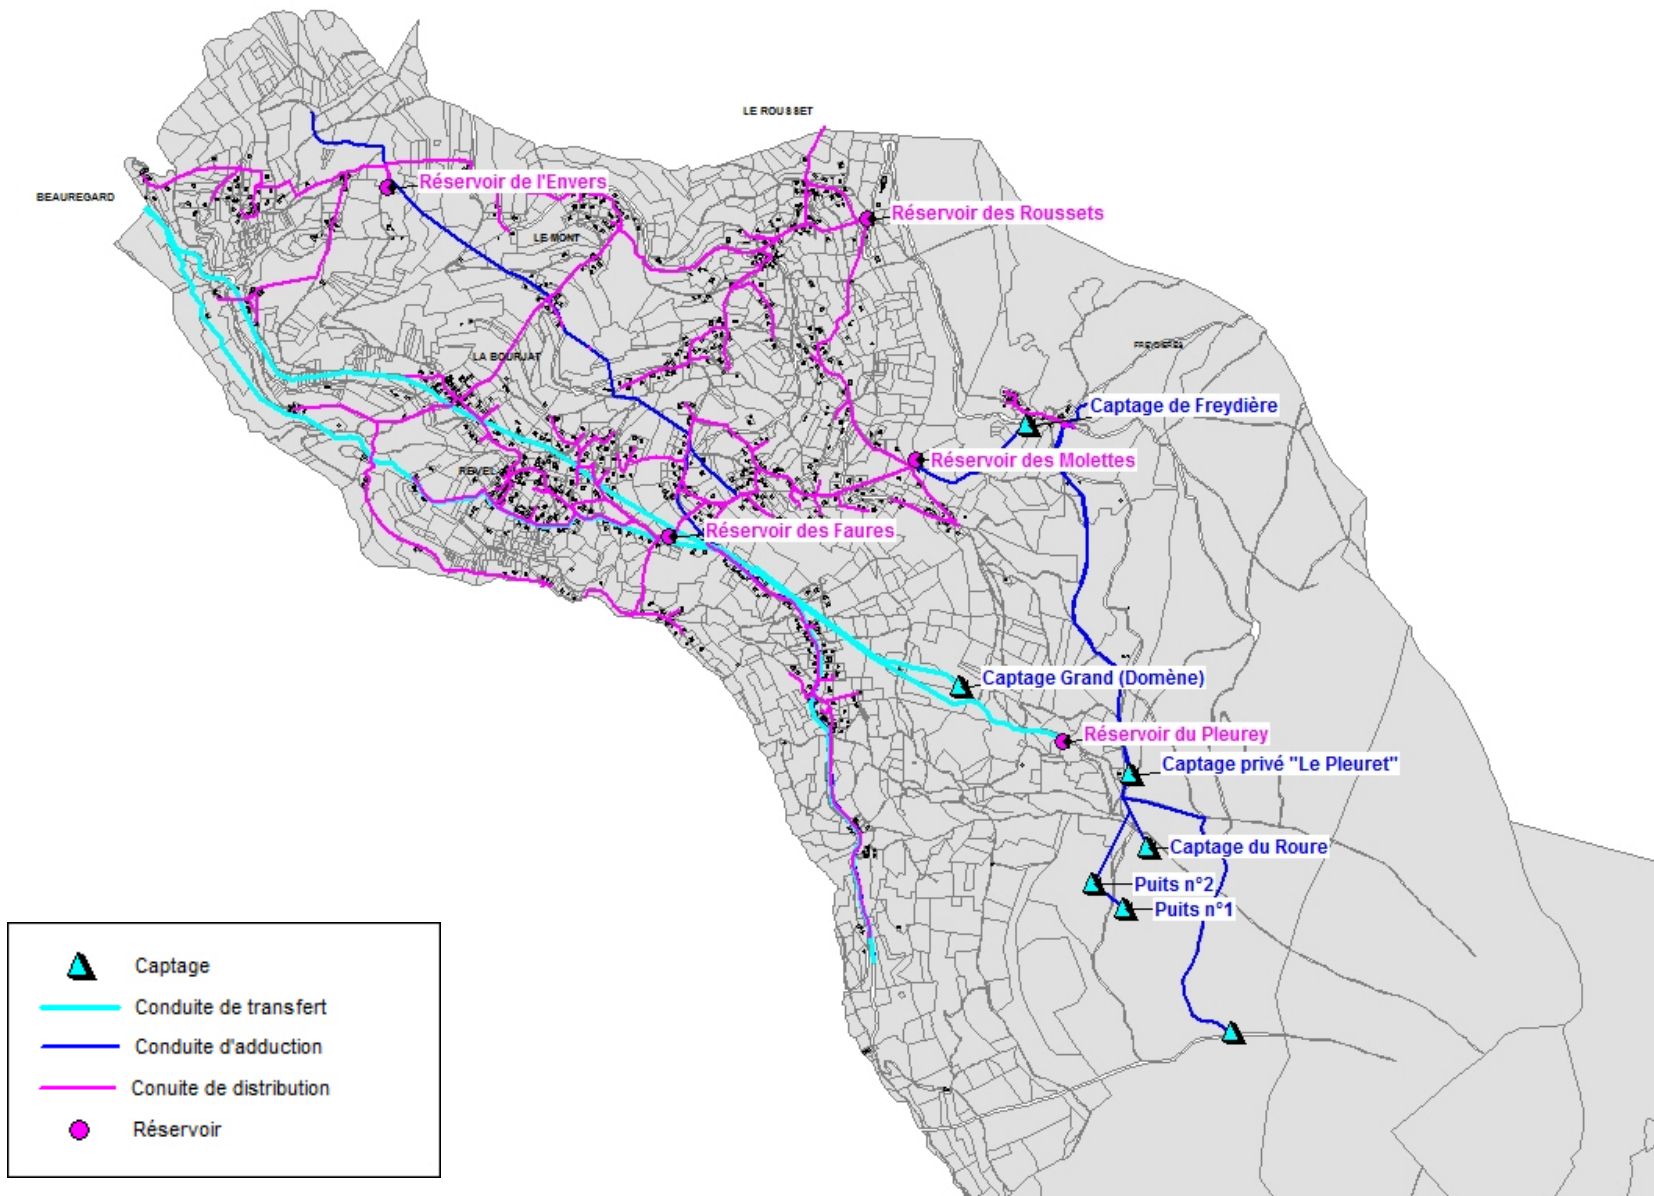 LE ROUSSET
BEAUREGARD
Réservoir de l'Envers
Réservoir des Roussets
LE MONT
FREYDIERES
LA BOURJAT
Captage de Freydière
Réservoir des Molettes
REVEL
Réservoir des Faures
Captage Grand (Domène)
Réservoir du Pleurey
Captage privé "Le Pleuret"
Captage du Roure
Puits n°2
Puits n°1
Captage
Conduite de transfert
Conduite d'adduction
Conuite de distribution
Réservoir